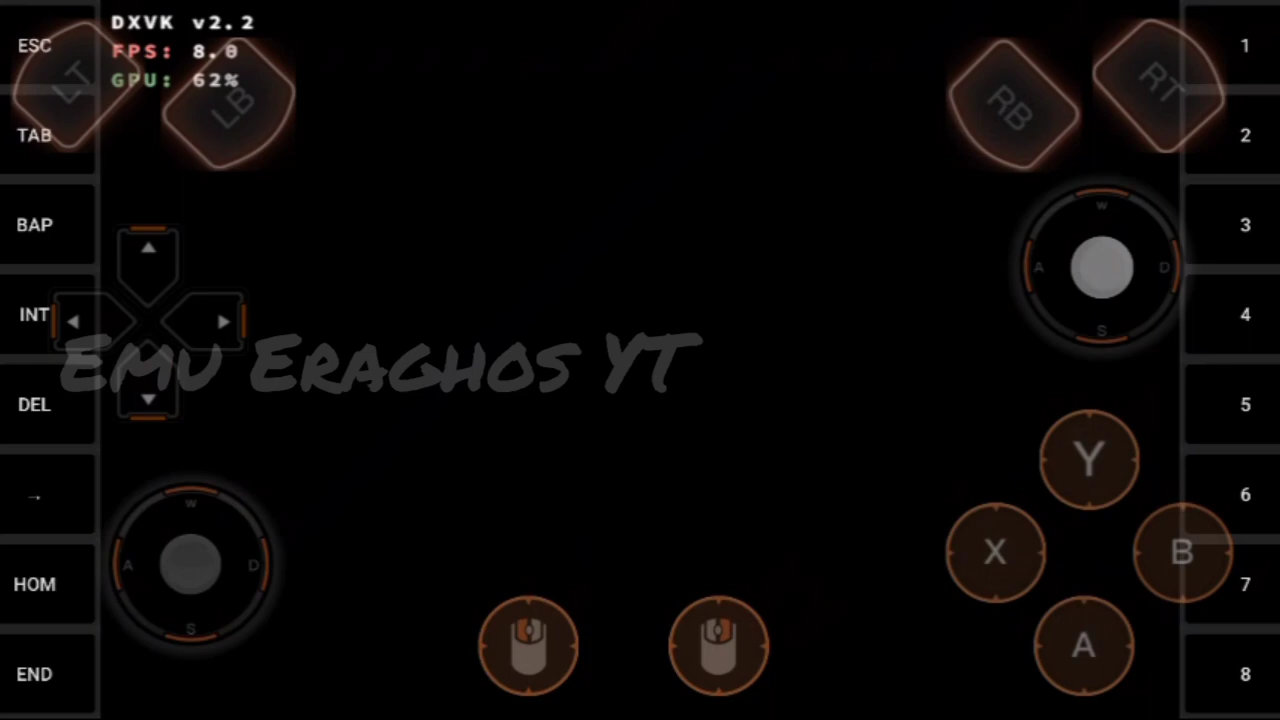 DXVK v2.2
FPS: 8.0
GPU: 62%
ESC
LT
LB
RB
RT
1
TAB
2
BAP
W
3
A
D
INT
4
S
Emu Eraghos YT
DEL
5
Y
→
W
6
A
D
X
B
HOM
7
S
A
END
8